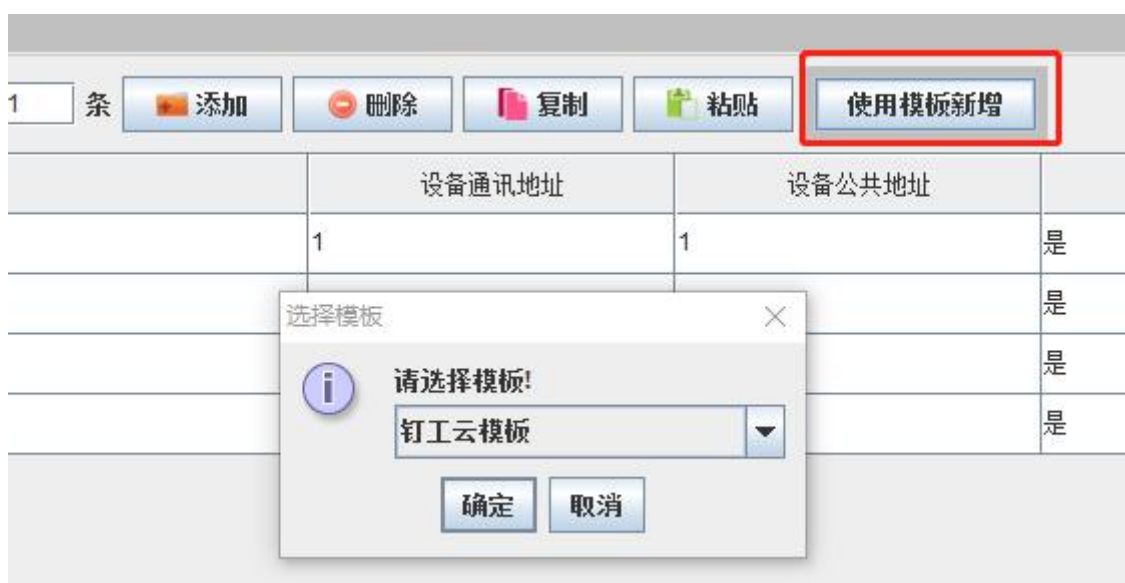 1 条 添加 删除 复制 粘贴 使用模板新增
设备通讯地址 设备公共地址
1 1 是
是
是
是
选择模板
请选择模板!
钉工云模板
确定 取消